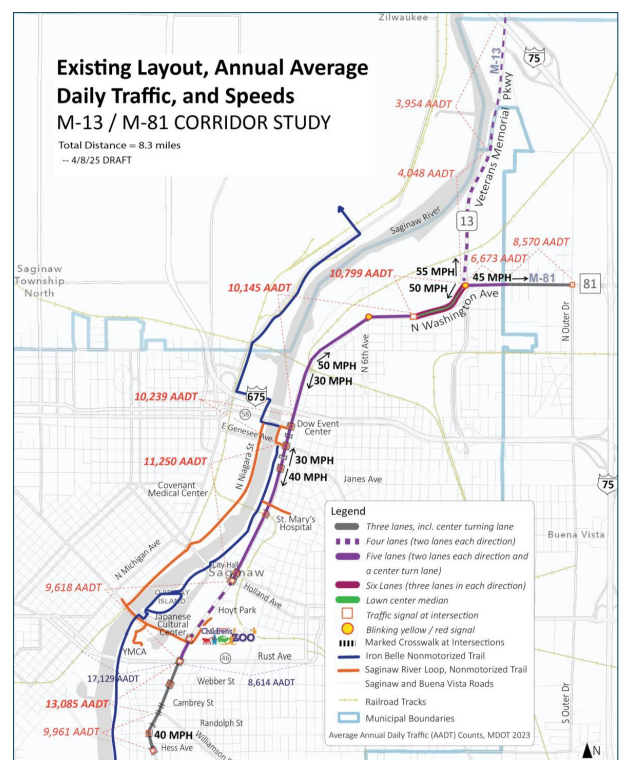 Zilwaukee
Existing Layout, Annual Average
Daily Traffic, and Speeds
M-13 / M-81 CORRIDOR STUDY
Total Distance = 8.3 miles
-- 4/8/25 DRAFT
M-13
75
Veterans Memorial Pkwy
3,954 AADT
4,048 AADT
Saginaw River
13
8,570 AADT
6,673 AADT
Saginaw
Township
North
10,145 AADT
10,799 AADT
55 MPH
50 MPH
45 MPH
M-81
81
N Washington Ave
N Outer Dr
N 6th Ave
50 MPH
30 MPH
10,239 AADT
675
58
E Genesee Ave
Dow Event
Center
11,250 AADT
N Niagara St
30 MPH
40 MPH
Covenant
Medical Center
Janes Ave
75
St. Mary's
Hospital
Buena Vista
N Michigan Ave
City Hall
Saginaw
Holland Ave
9,618 AADT
ISLAND
Hoyt Park
Japanese
Cultural
Center
Children's
ZOO
YMCA
46
Rust Ave
17,129 AADT
Webber St
8,614 AADT
13,085 AADT
Cambrey St
Randolph St
9,961 AADT
40 MPH
Williamson
Hess Ave
S Outer Dr
Legend
Three lanes, incl. center turning lane
Four lanes (two lanes each direction)
Five lanes (two lanes each direction and
a center turn lane)
Six Lanes (three lanes in each direction)
Lawn center median
Traffic signal at intersection
Blinking yellow / red signal
Marked Crosswalk at Intersections
Iron Belle Nonmotorized Trail
Saginaw River Loop, Nonmotorized Trail
Saginaw and Buena Vista Roads
Railroad Tracks
Municipal Boundaries
Average Annual Daily Traffic (AADT) Counts, MDOT 2023
N